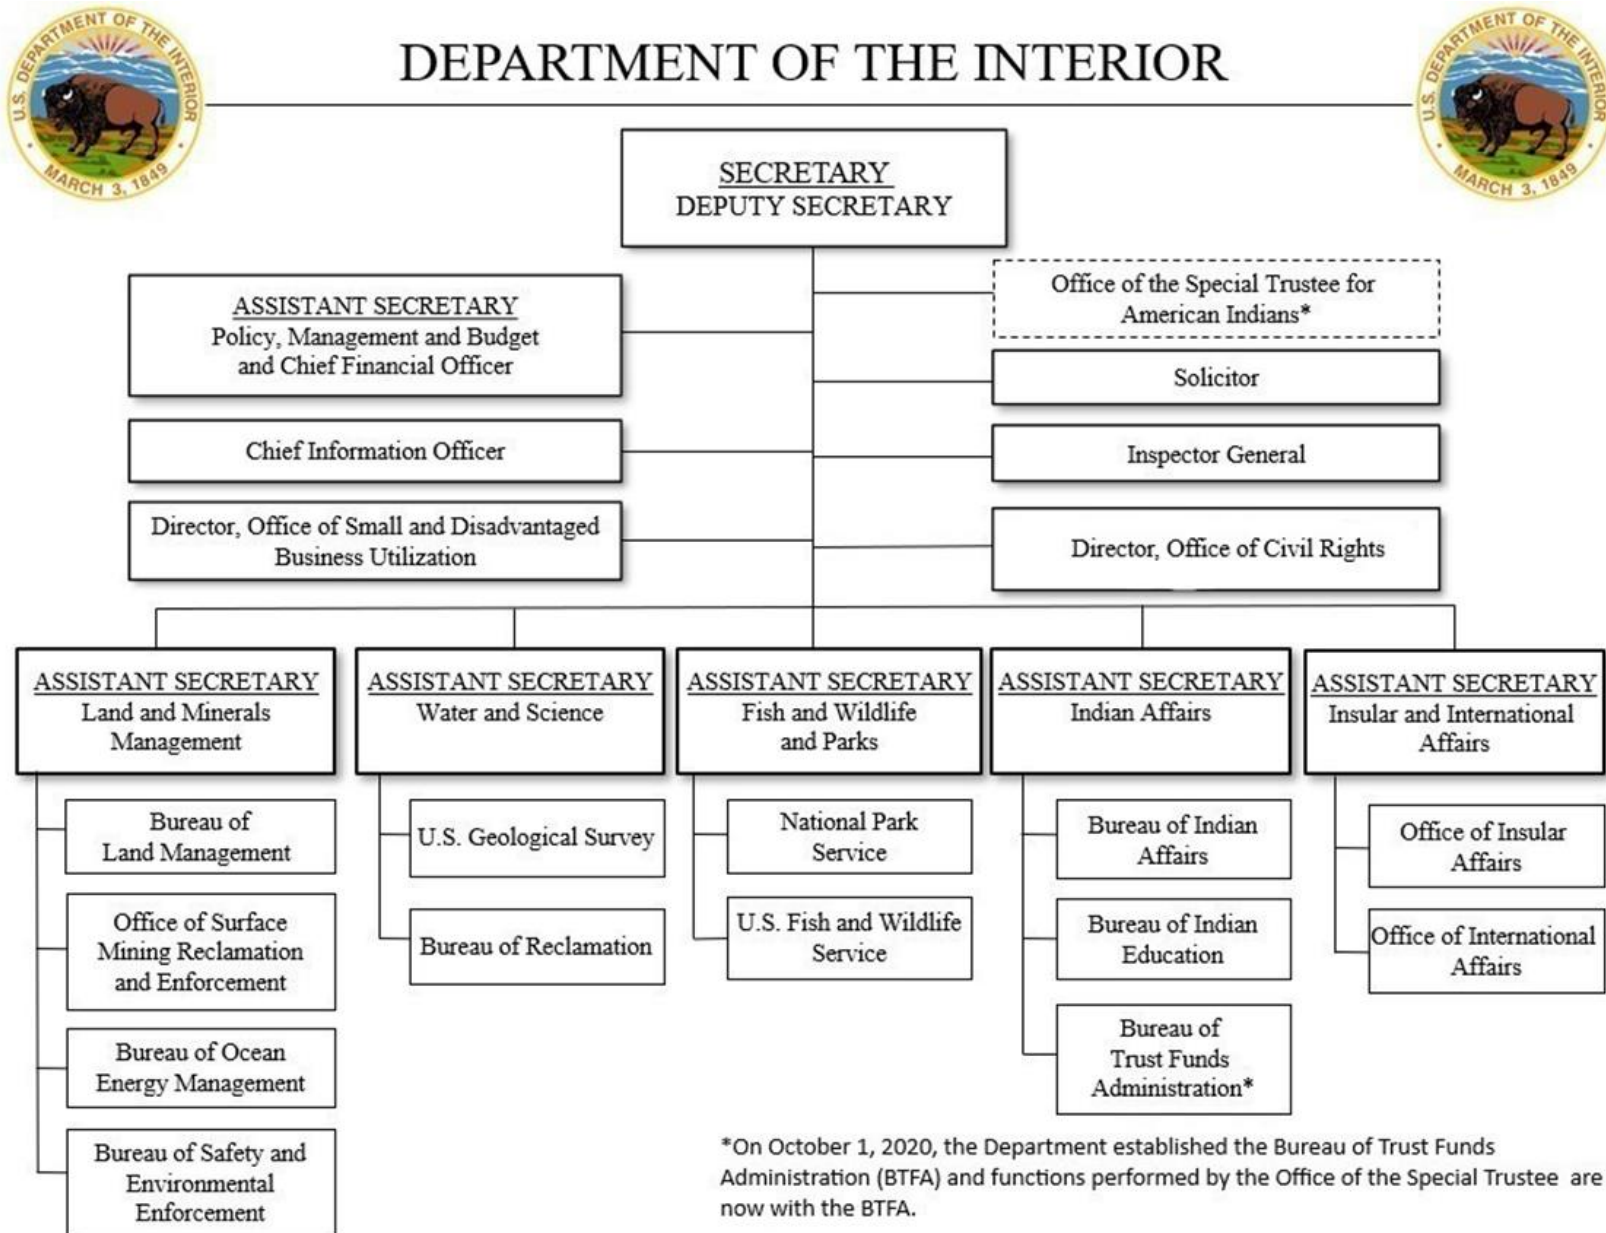 U.S. DEPARTMENT OF THE INTERIOR
MARCH 3, 1849
DEPARTMENT OF THE INTERIOR
U.S. DEPARTMENT OF THE INTERIOR
MARCH 3, 1849
SECRETARY
DEPUTY SECRETARY
ASSISTANT SECRETARY
Policy, Management and Budget
and Chief Financial Officer
Chief Information Officer
Director, Office of Small and Disadvantaged
Business Utilization
Office of the Special Trustee for
American Indians*
Solicitor
Inspector General
Director, Office of Civil Rights
ASSISTANT SECRETARY
Land and Minerals
Management
Bureau of
Land Management
Office of Surface
Mining Reclamation
and Enforcement
Bureau of Ocean
Energy Management
Bureau of Safety and
Environmental
Enforcement
ASSISTANT SECRETARY
Water and Science
U.S. Geological Survey
Bureau of Reclamation
ASSISTANT SECRETARY
Fish and Wildlife
and Parks
National Park
Service
U.S. Fish and Wildlife
Service
ASSISTANT SECRETARY
Indian Affairs
Bureau of Indian
Affairs
Bureau of Indian
Education
Bureau of
Trust Funds
Administration*
ASSISTANT SECRETARY
Insular and International
Affairs
Office of Insular
Affairs
Office of International
Affairs
*On October 1, 2020, the Department established the Bureau of Trust Funds
Administration (BTFA) and functions performed by the Office of the Special Trustee are
now with the BTFA.